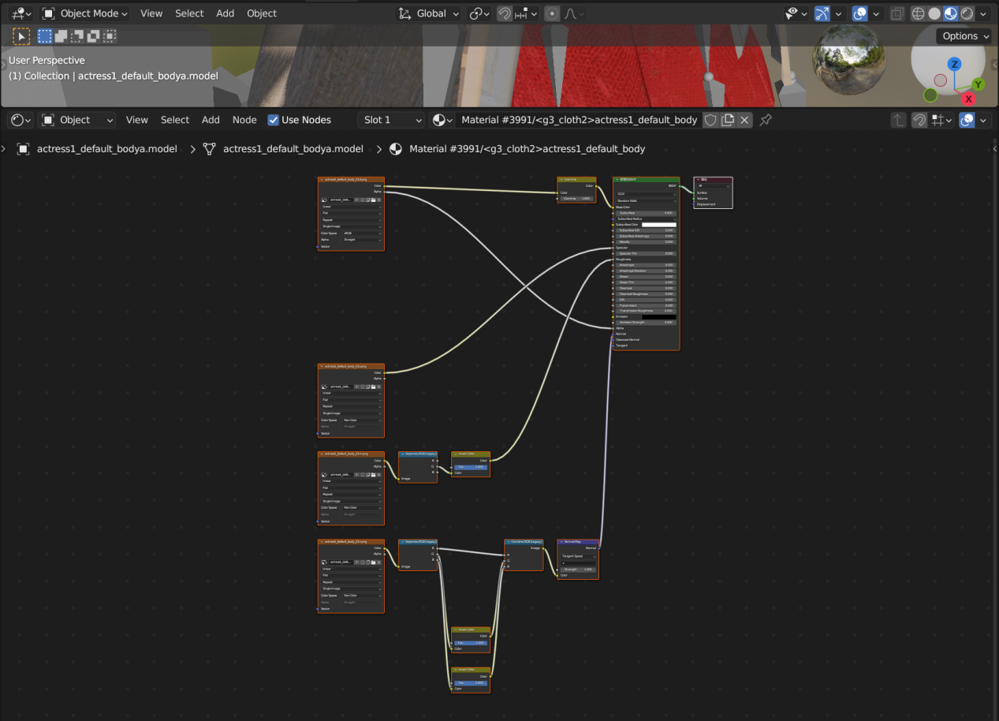 Object Mode View Select Add Object Global
Options
User Perspective
(1) Collection | actress1_default_bodya.model
Z
Y
X
Object View Select Add Node Use Nodes Slot 1 Material #3991/<g3_cloth2>actress1_default_body
actress1_default_bodya.model > actress1_default_bodya.model > Material #3991/<g3_cloth2>actress1_default_body
Color
Alpha
Linear
Flat
Repeat
Single Image
Color Space sRGB
Alpha Straight
Vector
Gamma
Color
Color
Gamma 1.000
BSDF
GGX
Random Walk
Base Color
Subsurface 0.000
Subsurface Radius
Subsurface Color
Subsurface IOR
Subsurface Anisotropy
Metallic
Specular
Specular Tint
Roughness
Anisotropic
Anisotropic Rotation
Sheen
Sheen Tint
Clearcoat
Clearcoat Roughness
IOR
Transmission
Transmission Roughness
Emission
Emission Strength
Alpha
Normal
Clearcoat Normal
Tangent
All
Surface
Volume
Displacement
Color
Alpha
Linear
Flat
Repeat
Single Image
Color Space Non-Color
Alpha Straight
Vector
Color
Alpha
Linear
Flat
Repeat
Single Image
Color Space Non-Color
Alpha Straight
Vector
Separate RGB (Legacy)
R
G
B
Image
Invert Color
Color
Fac 1.000
Color
Color
Alpha
Linear
Flat
Repeat
Single Image
Color Space Non-Color
Alpha Straight
Vector
Separate RGB (Legacy)
R
G
B
Image
Combine RGB (Legacy)
Image
R
G
B
Normal Map
Normal
Tangent Space
Strength 1.000
Color
Invert Color
Color
Fac 1.000
Color
Invert Color
Color
Fac 1.000
Color